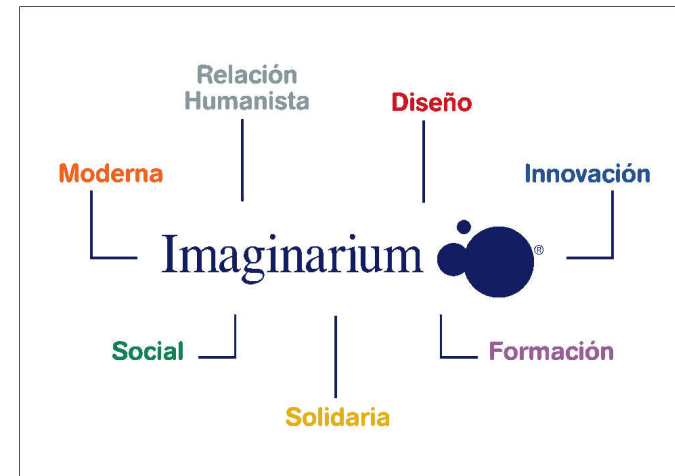 Relación
Humanista
Diseño
Moderna
Innovación
Imaginarium ®
Social
Formación
Solidaria